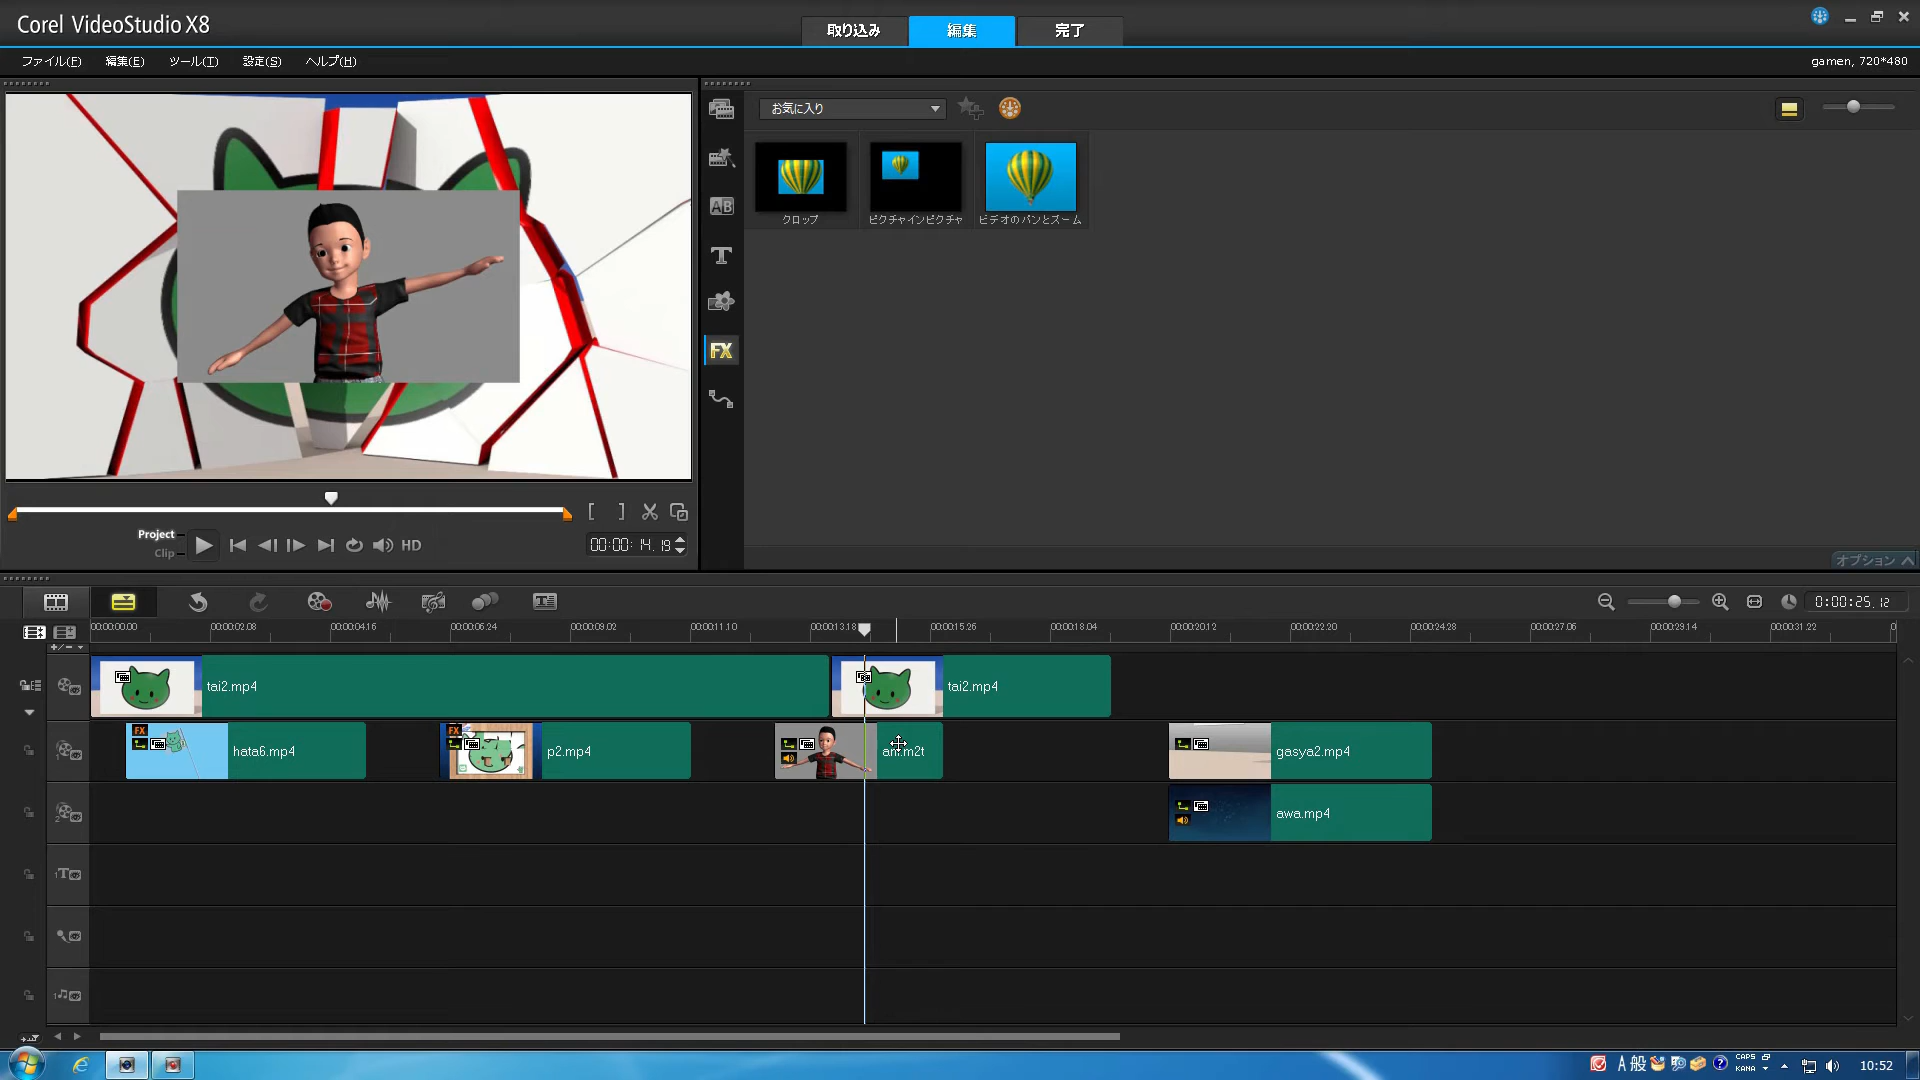 Corel VideoStudio X8
取り込み 編集 完了
ファイル(F) 編集(E) ツール(T) 設定(S) ヘルプ(H)
gamen, 720*480
お気に入り
クロップ ピクチャインピクチャ ビデオのパンとズーム
AB
T
FX
Project
Clip
HD
00:00:14.19
オプション
0:00:25.12
00:00:00.00 00:00:02.08 00:00:04.16 00:00:06.24 00:00:09.02 00:00:11.10 00:00:13.18 00:00:15.26 00:00:18.04 00:00:20.12 00:00:22.20 00:00:24.28 00:00:27.06 00:00:29.14 00:00:31.22
tai2.mp4 tai2.mp4
FX hata6.mp4 FX p2.mp4 gasya2.mp4
awa.mp4
A 般 CAPS KANA 10:52